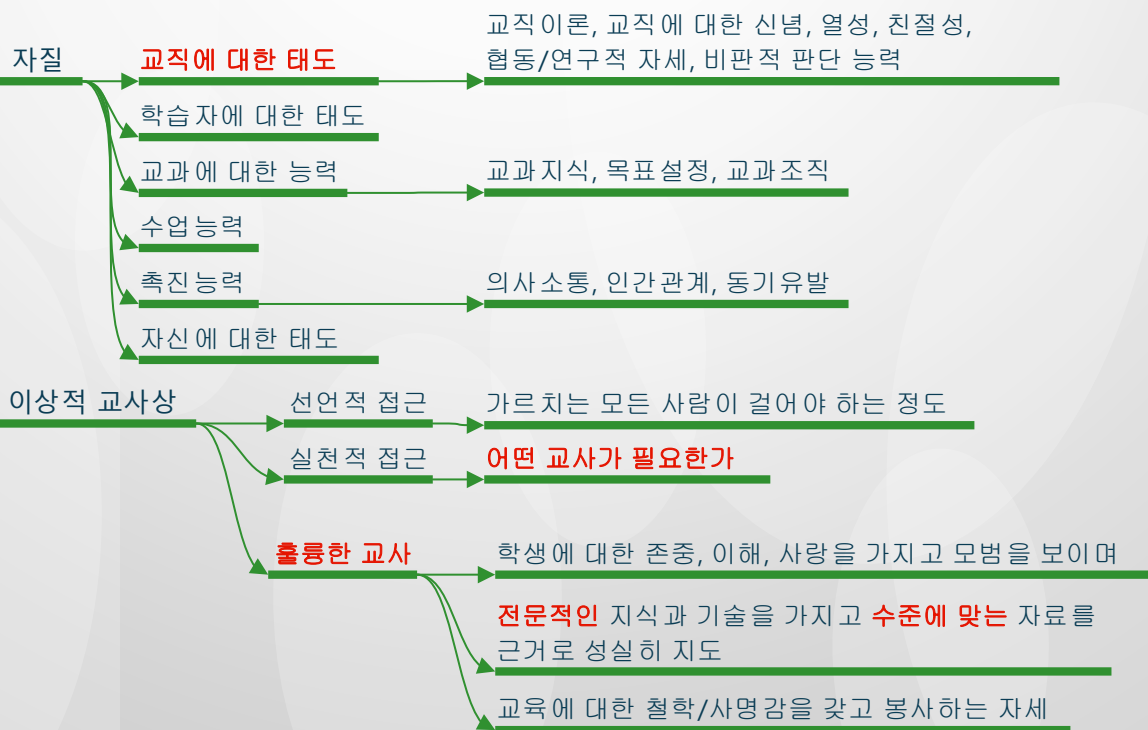 자질
교직에 대한 태도
교직이론, 교직에 대한 신념, 열성, 친절성,
협동/연구적 자세, 비판적 판단 능력
학습자에 대한 태도
교과에 대한 능력
교과지식, 목표설정, 교과조직
수업능력
촉진능력
의사소통, 인간관계, 동기유발
자신에 대한 태도
이상적 교사상
선언적 접근
가르치는 모든 사람이 걸어야 하는 정도
실천적 접근
어떤 교사가 필요한가
훌륭한 교사
학생에 대한 존중, 이해, 사랑을 가지고 모범을 보이며
전문적인 지식과 기술을 가지고 수준에 맞는 자료를
근거로 성실히 지도
교육에 대한 철학/사명감을 갖고 봉사하는 자세